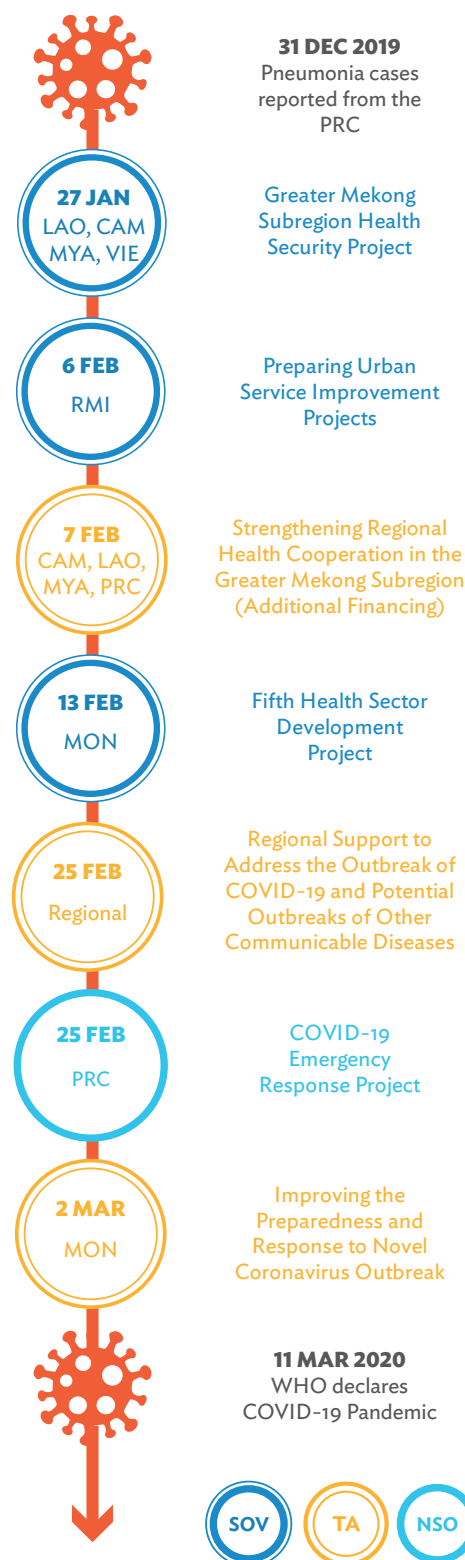 31 DEC 2019
Pneumonia cases
reported from the
PRC
27 JAN
LAO, CAM
MYA, VIE
Greater Mekong
Subregion Health
Security Project
6 FEB
RMI
Preparing Urban
Service Improvement
Projects
7 FEB
CAM, LAO,
MYA, PRC
Strengthening Regional
Health Cooperation in the
Greater Mekong Subregion
(Additional Financing)
13 FEB
MON
Fifth Health Sector
Development
Project
25 FEB
Regional
Regional Support to
Address the Outbreak of
COVID-19 and Potential
Outbreaks of Other
Communicable Diseases
25 FEB
PRC
COVID-19
Emergency
Response Project
2 MAR
MON
Improving the
Preparedness and
Response to Novel
Coronavirus Outbreak
11 MAR 2020
WHO declares
COVID-19 Pandemic
SOV TA NSO